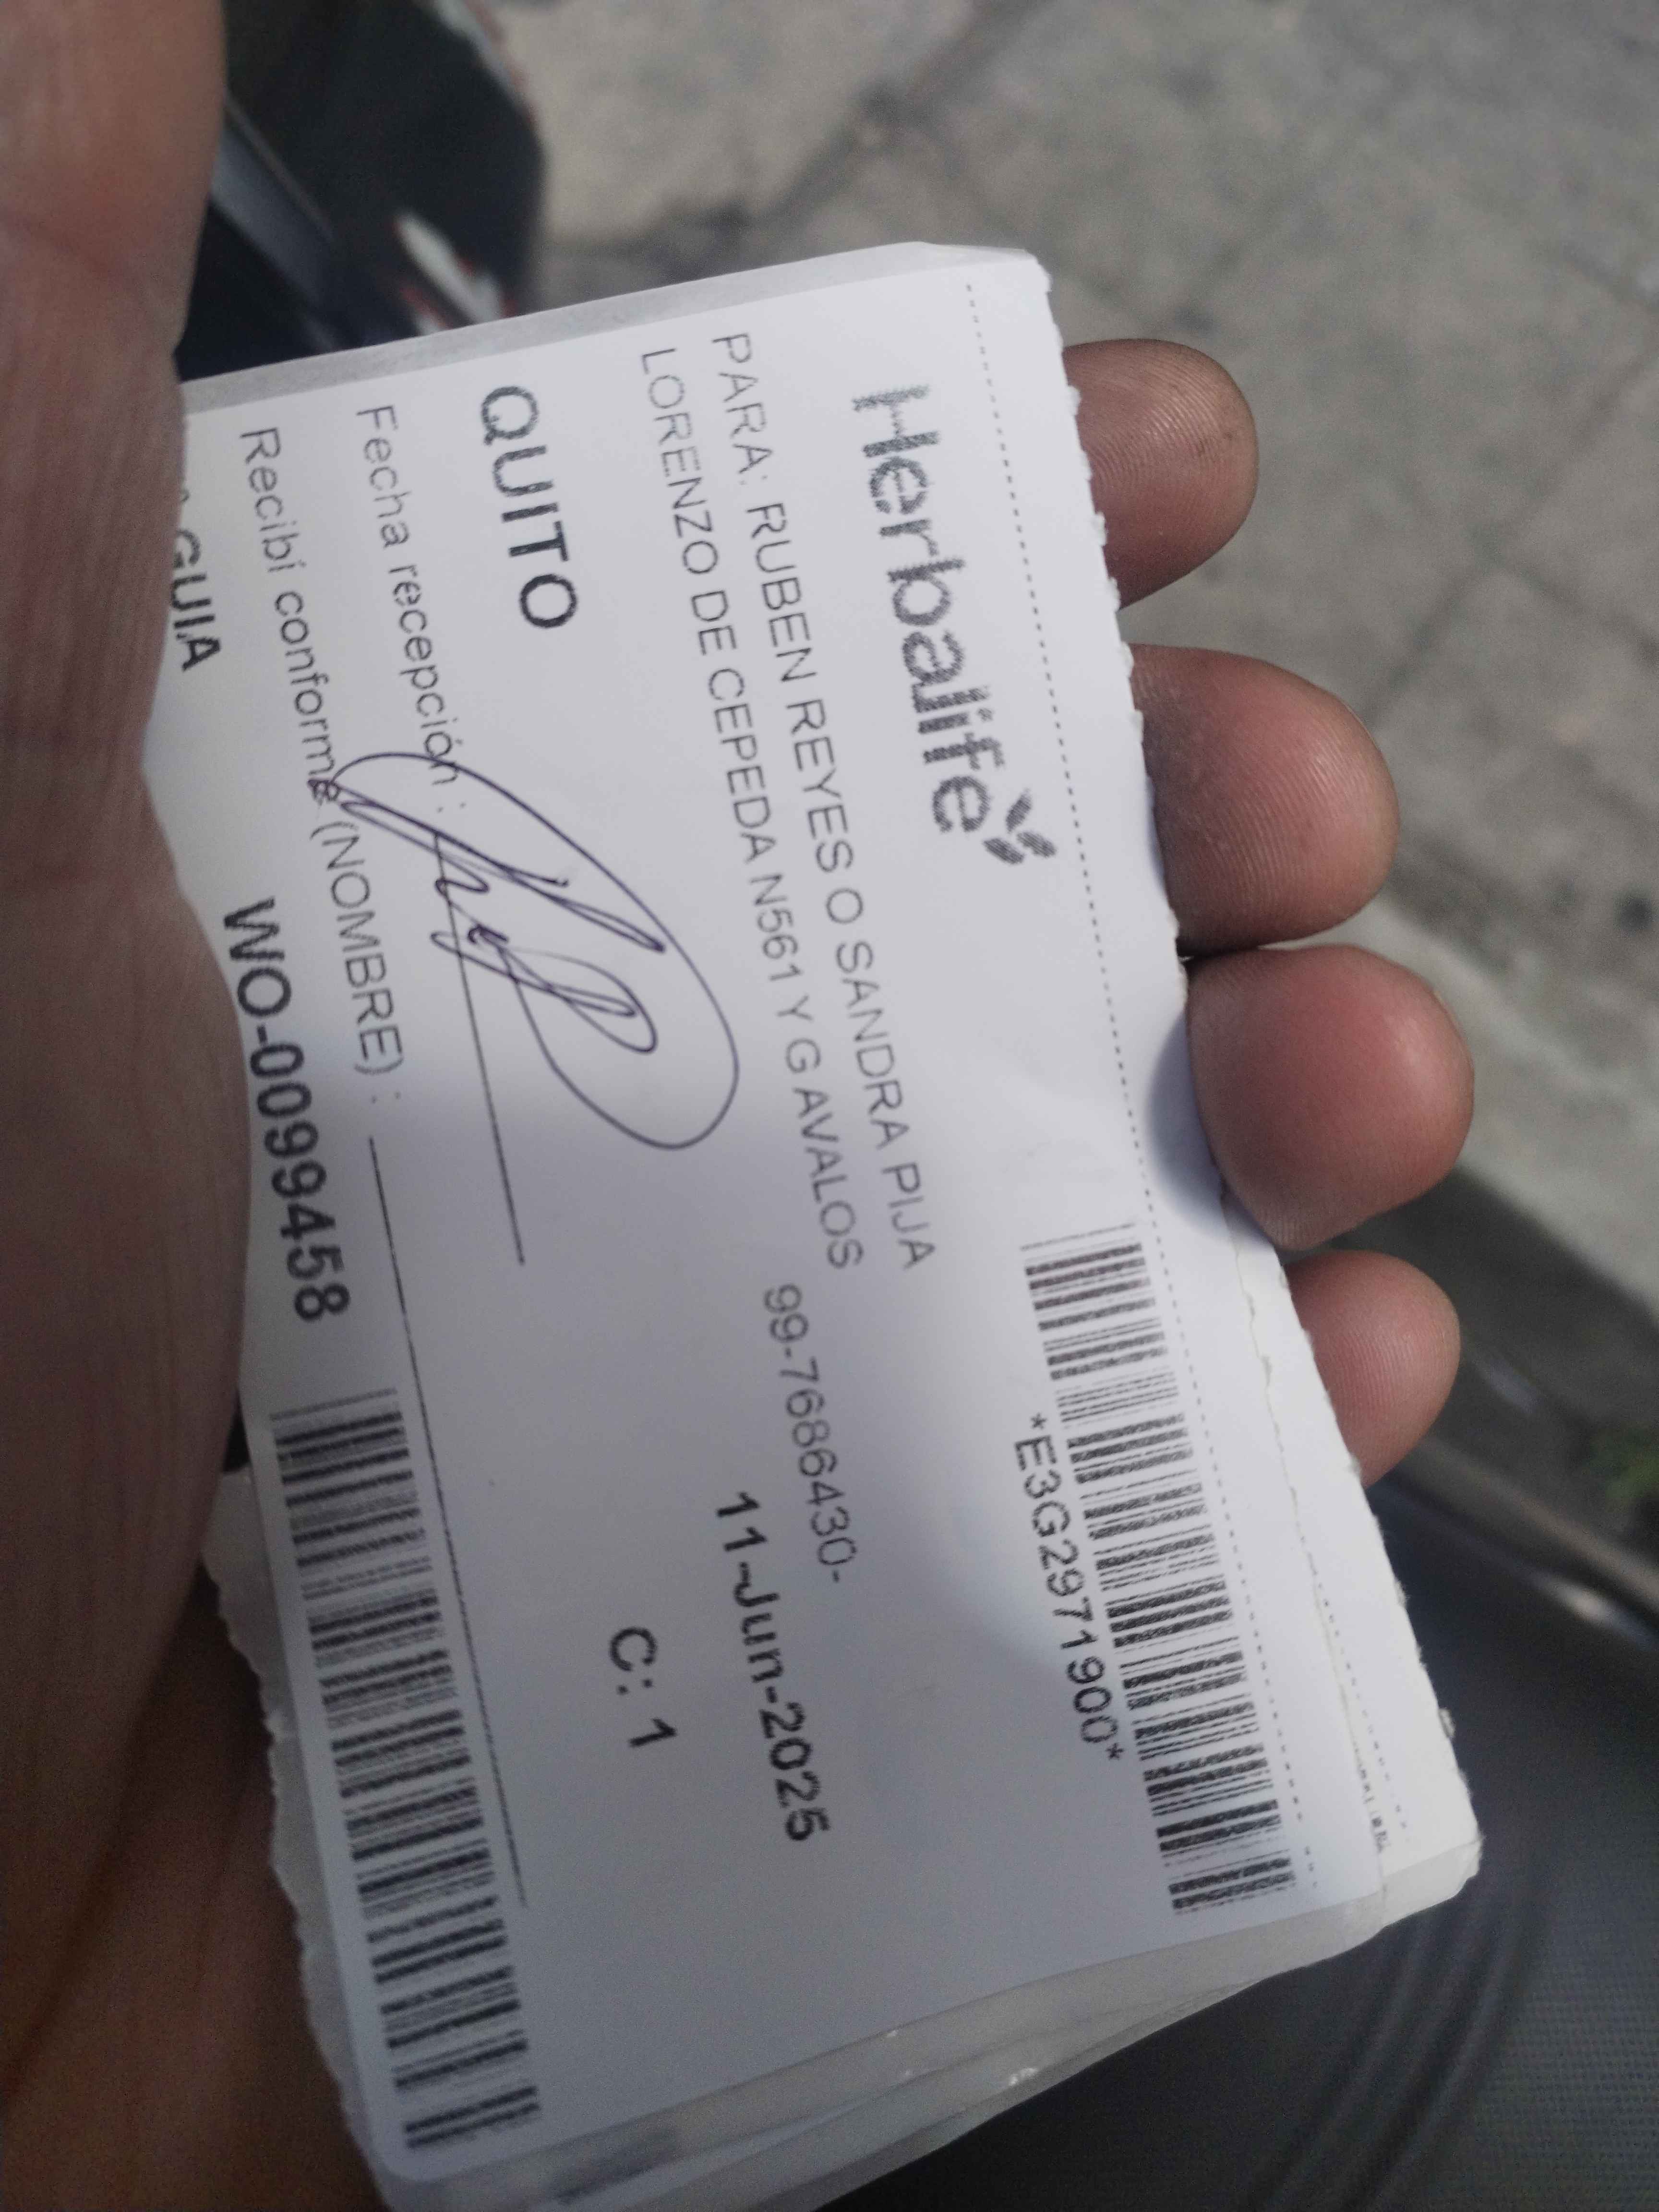 Herbalife
*E3G2971900*
PARA: RUBEN REYES O SANDRA PIJA
LORENZO DE CEPEDA N561 Y G AVALOS
99-7686430-
11-Jun-2025
QUITO
C: 1
Fecha recepción :
Recibí conforme (NOMBRE) :
GUIA
WO-0099458